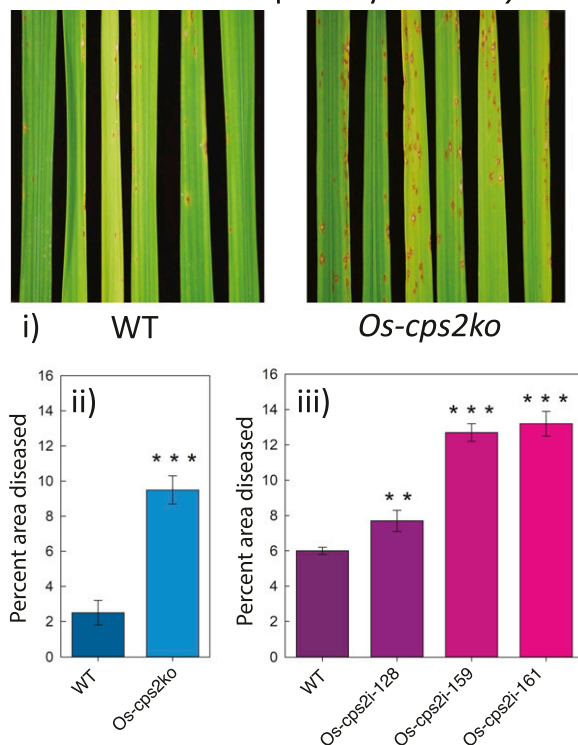 i) WT Os-cps2ko
ii)
Percent area diseased
16
14
12
10
8
6
4
2
0
* * *
WT
Os-cps2ko
iii)
Percent area diseased
16
14
12
10
8
6
4
2
0
* *
* * *
* * *
WT
Os-cps2i-128
Os-cps2i-159
Os-cps2i-161